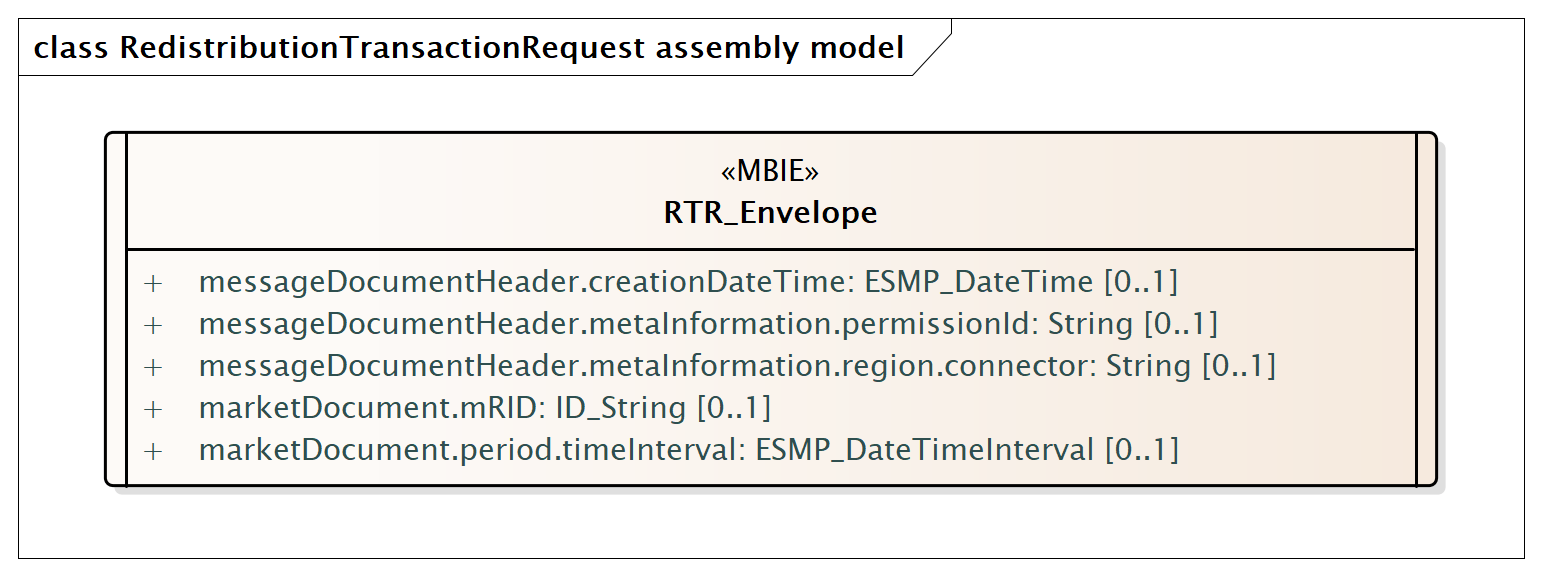 class RedistributionTransactionRequest assembly model
«MBIE»
RTR_Envelope
+ messageDocumentHeader.creationDateTime: ESMP_DateTime [0..1]
+ messageDocumentHeader.metaInformation.permissionId: String [0..1]
+ messageDocumentHeader.metaInformation.region.connector: String [0..1]
+ marketDocument.mRID: ID_String [0..1]
+ marketDocument.period.timeInterval: ESMP_DateTimeInterval [0..1]